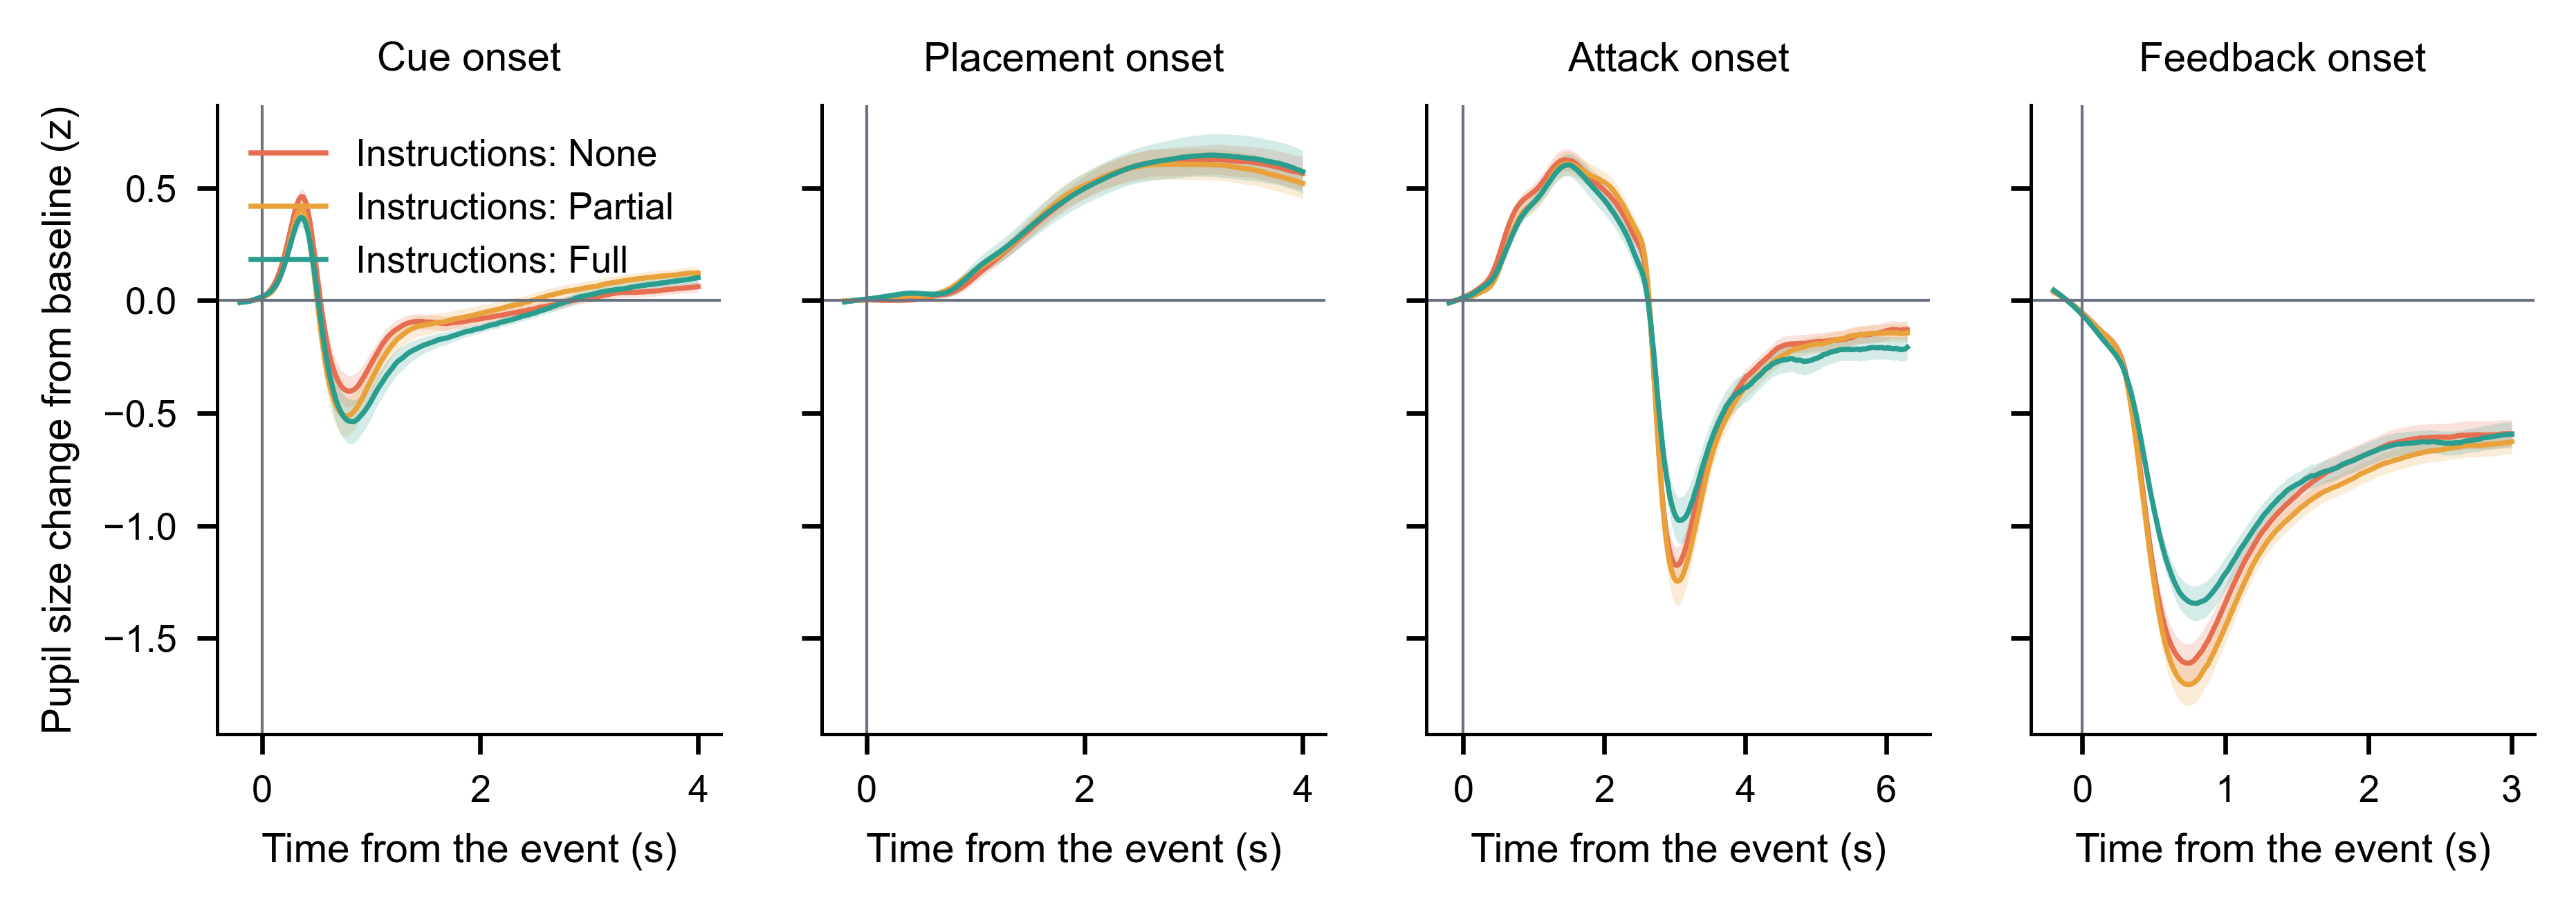 Cue onset
Placement onset
Attack onset
Feedback onset
Pupil size change from baseline (z)
Instructions: None
Instructions: Partial
Instructions: Full
0.5
0.0
−0.5
−1.0
−1.5
0 2 4
0 2 4
0 2 4 6
0 1 2 3
Time from the event (s)
Time from the event (s)
Time from the event (s)
Time from the event (s)